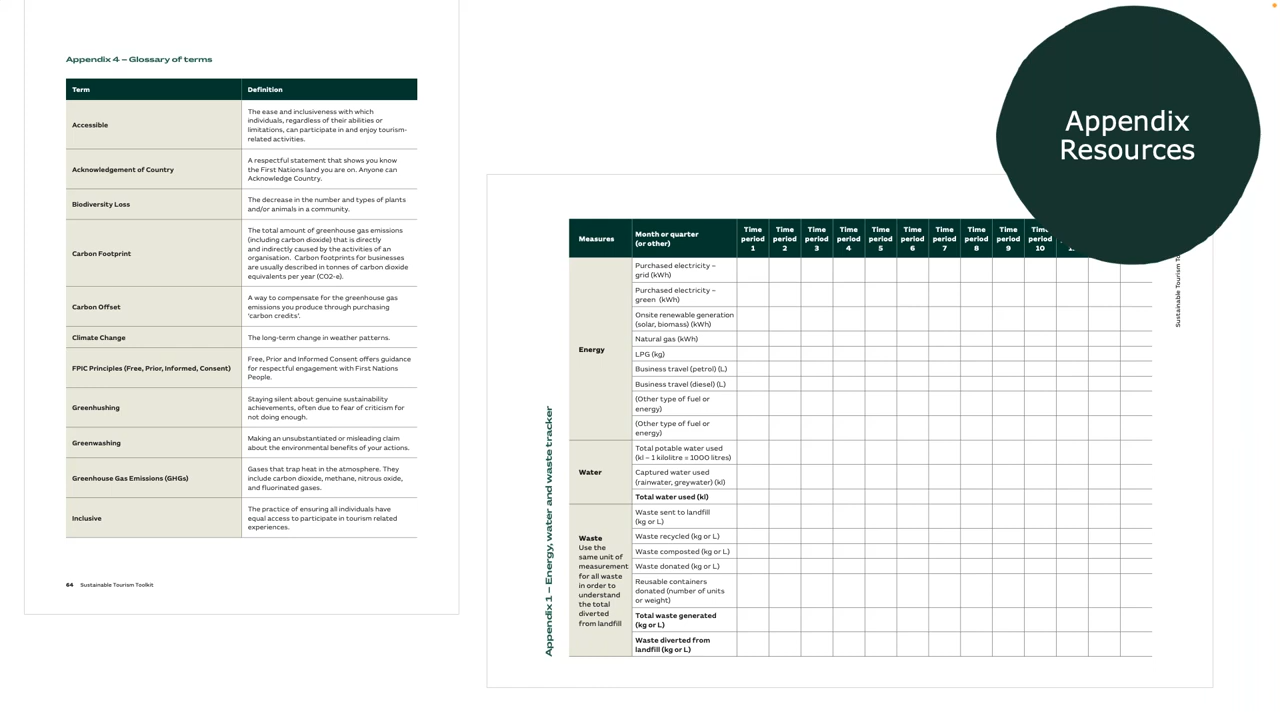 Appendix 4 – Glossary of terms
Term Definition
Accessible
The ease and inclusiveness with which
individuals, regardless of their abilities or
limitations, can participate in and enjoy tourism-
related activities.
Acknowledgement of Country
A respectful statement that shows you know
the First Nations land you are on. Anyone can
Acknowledge Country.
Biodiversity Loss
The decrease in the number and types of plants
and/or animals in a community.
Carbon Footprint
The total amount of greenhouse gas emissions
(including carbon dioxide) that is directly
and indirectly caused by the activities of an
organisation. Carbon footprints for businesses
are usually described in tonnes of carbon dioxide
equivalents per year (CO2-e).
Carbon Offset
A way to compensate for the greenhouse gas
emissions you produce through purchasing
'carbon credits'.
Climate Change
The long-term change in weather patterns.
FPIC Principles (Free, Prior, Informed, Consent)
Free, Prior and Informed Consent offers guidance
for respectful engagement with First Nations
People.
Greenhushing
Staying silent about genuine sustainability
achievements, often due to fear of criticism for
not doing enough.
Greenwashing
Making an unsubstantiated or misleading claim
about the environmental benefits of your actions.
Greenhouse Gas Emissions (GHGs)
Gases that trap heat in the atmosphere. They
include carbon dioxide, methane, nitrous oxide,
and fluorinated gases.
Inclusive
The practice of ensuring all individuals have
equal access to participate in tourism related
experiences.
64 Sustainable Tourism Toolkit
Appendix
Resources
Appendix 1 – Energy, water and waste tracker
Measures
Month or quarter
(or other)
Time period 1
Time period 2
Time period 3
Time period 4
Time period 5
Time period 6
Time period 7
Time period 8
Time period 9
Time period 10
Energy
Purchased electricity –
grid (kWh)
Purchased electricity –
green (kWh)
Onsite renewable generation
(solar, biomass) (kWh)
Natural gas (kWh)
LPG (kg)
Business travel (petrol) (L)
Business travel (diesel) (L)
(Other type of fuel or
energy)
(Other type of fuel or
energy)
Water
Total potable water used
(kl – 1 kilolitre = 1000 litres)
Captured water used
(rainwater, greywater) (kl)
Total water used (kl)
Waste
Use the
same unit of
measurement
for all waste
in order to
understand
the total
diverted
from landfill
Waste sent to landfill
(kg or L)
Waste recycled (kg or L)
Waste composted (kg or L)
Waste donated (kg or L)
Reusable containers
donated (number of units
or weight)
Total waste generated
(kg or L)
Waste diverted from
landfill (kg or L)
Sustainable Tourism